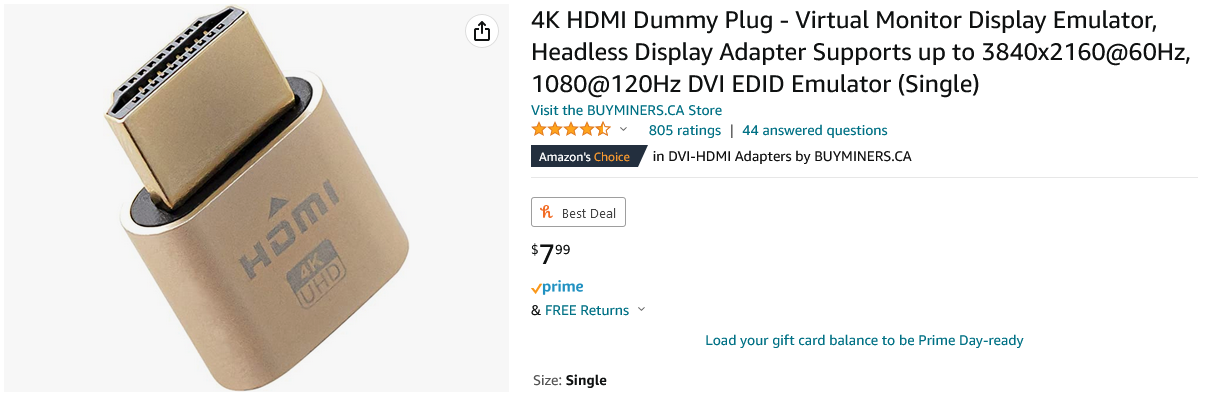 4K HDMI Dummy Plug - Virtual Monitor Display Emulator,
Headless Display Adapter Supports up to 3840x2160@60Hz,
1080@120Hz DVI EDID Emulator (Single)
Visit the BUYMINERS.CA Store
805 ratings | 44 answered questions
Amazon's Choice in DVI-HDMI Adapters by BUYMINERS.CA
h Best Deal
$7.99
prime
& FREE Returns
Load your gift card balance to be Prime Day-ready
Size: Single
HDMI
4K
UHD